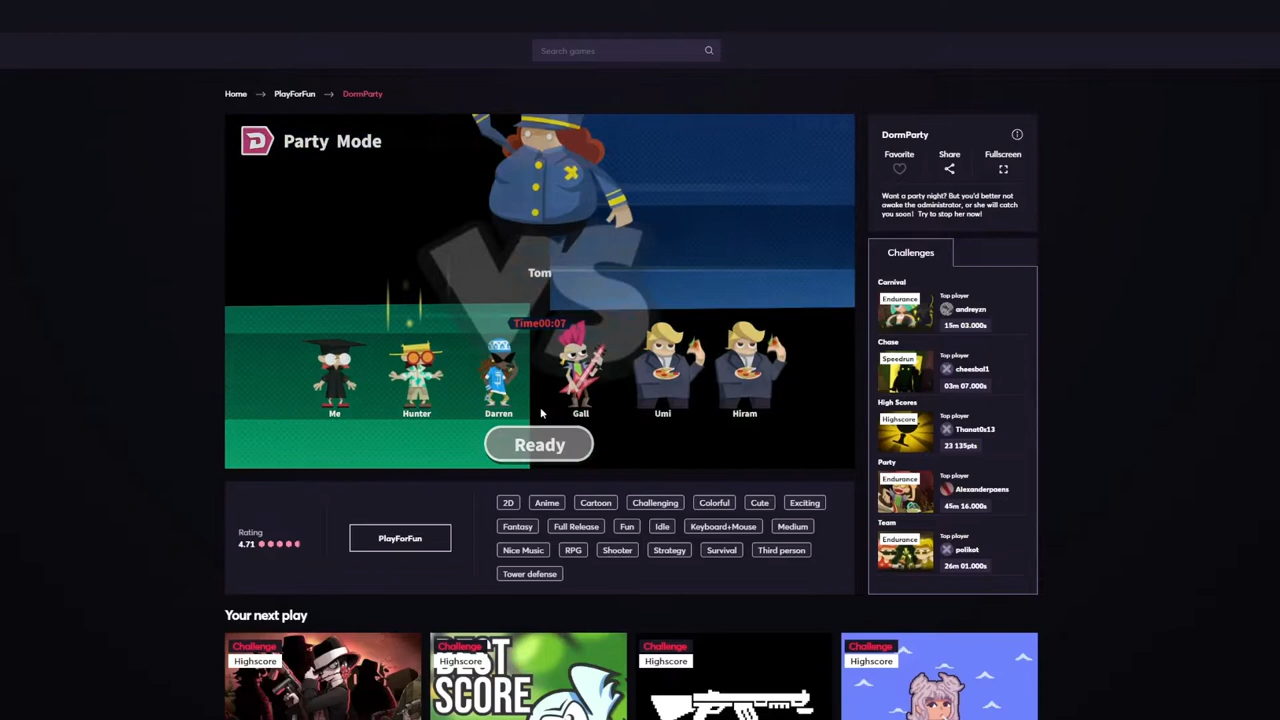 Search games
Home
PlayForFun
DormParty
Party Mode
VS
Tom
Time00:07
Me
Hunter
Darren
Gall
Umi
Hiram
Ready
DormParty
Favorite
Share
Fullscreen
Want a party night? But you'd better not
awake the administrator, or she will catch
you soon! Try to stop her now!
Challenges
Carnival
Endurance
Top player
andreyzn
15m 03.000s
Chase
Speedrun
Top player
cheesbal1
03m 07.000s
High Scores
Highscore
Top player
Thanat0s13
23 135pts
Party
Endurance
Top player
Alexanderpaens
45m 16.000s
Team
Endurance
Top player
polikot
26m 01.000s
Rating
4.71
PlayForFun
2D
Anime
Cartoon
Challenging
Colorful
Cute
Exciting
Fantasy
Full Release
Fun
Idle
Keyboard+Mouse
Medium
Nice Music
RPG
Shooter
Strategy
Survival
Third person
Tower defense
Your next play
Challenge
Highscore
Challenge
Highscore
BEST
SCORE
Challenge
Highscore
Challenge
Highscore